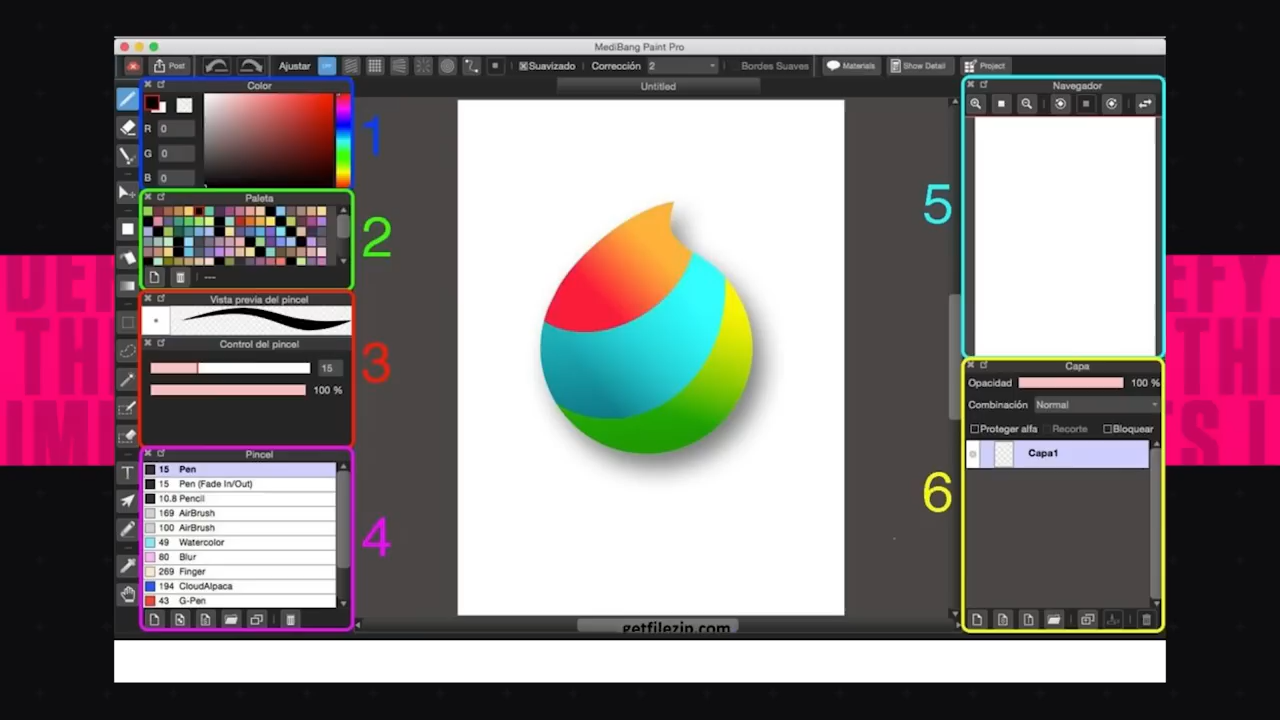 MediBang Paint Pro
Post
Ajustar
Suavizado
Corrección 2
Bordes Suaves
Materials
Show Detail
Project
Untitled
Color
R 0
G 0
B 0
1
Paleta
---
2
Vista previa del pincel
Control del pincel
15
100 %
3
Pincel
15 Pen
15 Pen (Fade In/Out)
10.8 Pencil
169 AirBrush
100 AirBrush
49 Watercolor
80 Blur
269 Finger
194 CloudAlpaca
43 G-Pen
4
Navegador
5
Capa
Opacidad 100 %
Combinación Normal
Proteger alfa Recorte Bloquear
Capa1
6
getfilezip.com
THE
EFY
THE